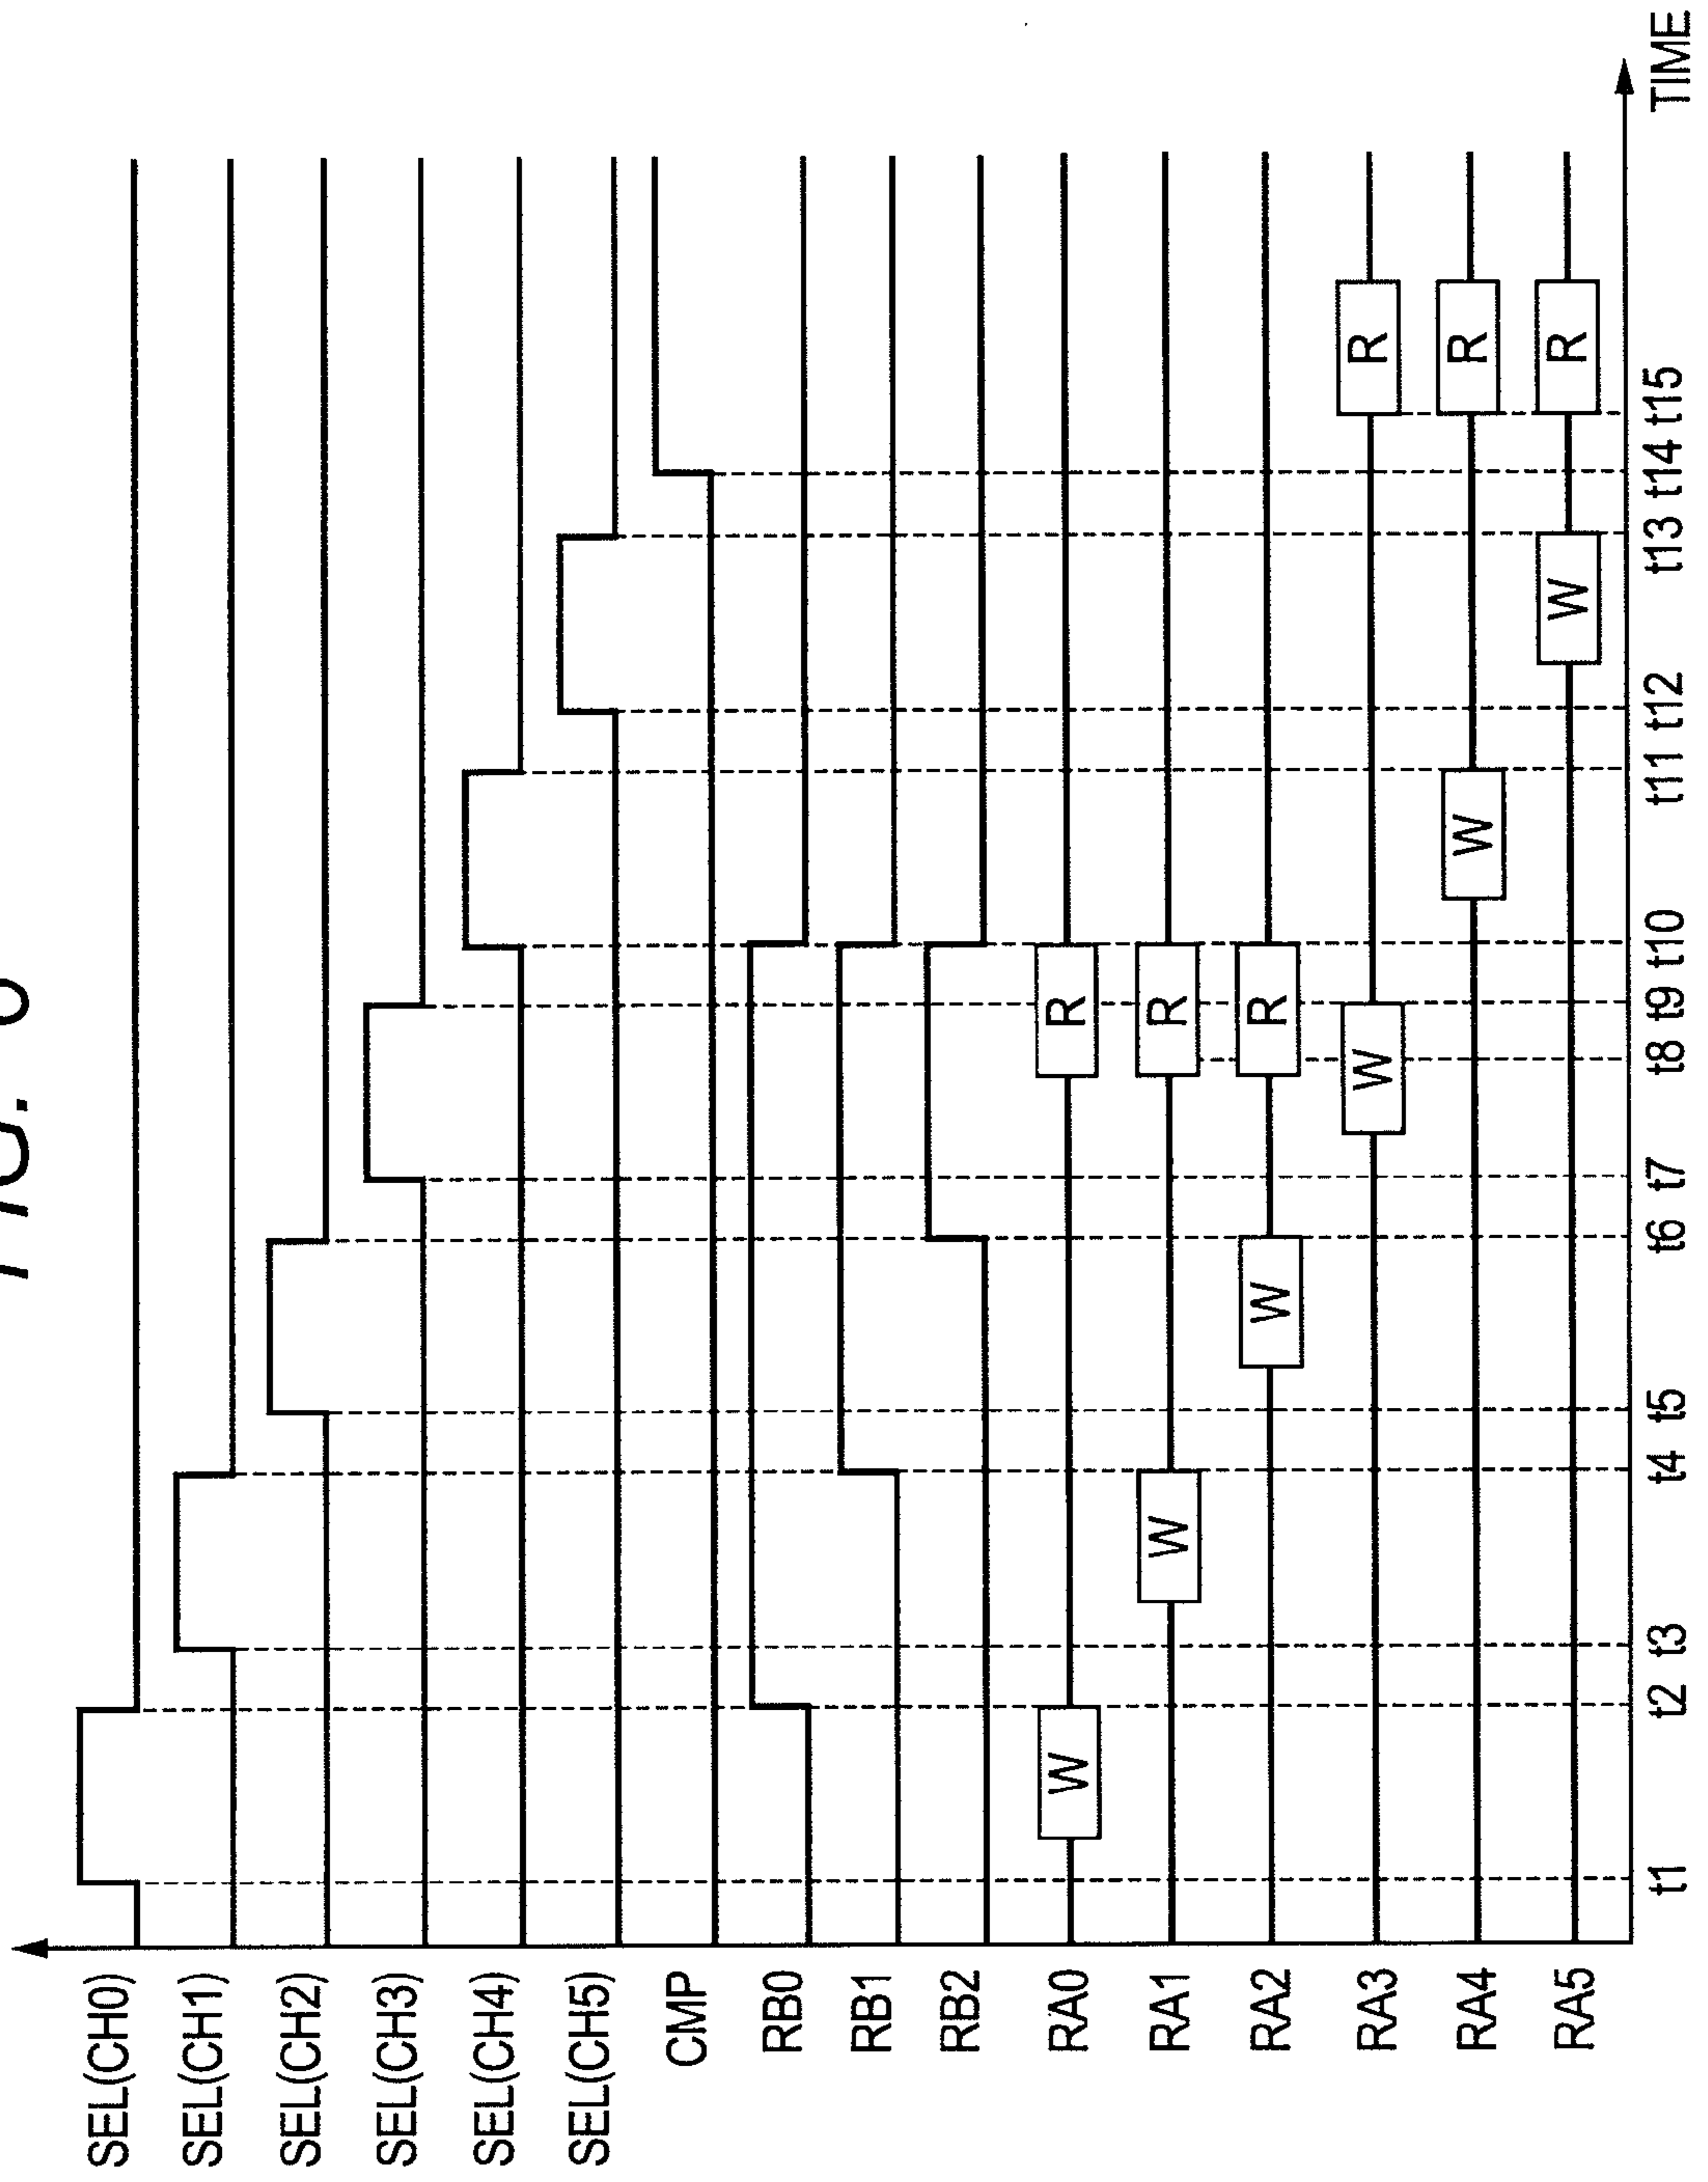 SEL(CH0)
SEL(CH1)
SEL(CH2)
SEL(CH3)
SEL(CH4)
SEL(CH5)
CMP
RB0
RB1
RB2
RA0 W R
RA1 W R
RA2 W R
RA3 W R
RA4 W R
RA5 W R
t1 t2 t3 t4 t5 t6 t7 t8 t9 t10 t11 t12 t13 t14 t15
TIME